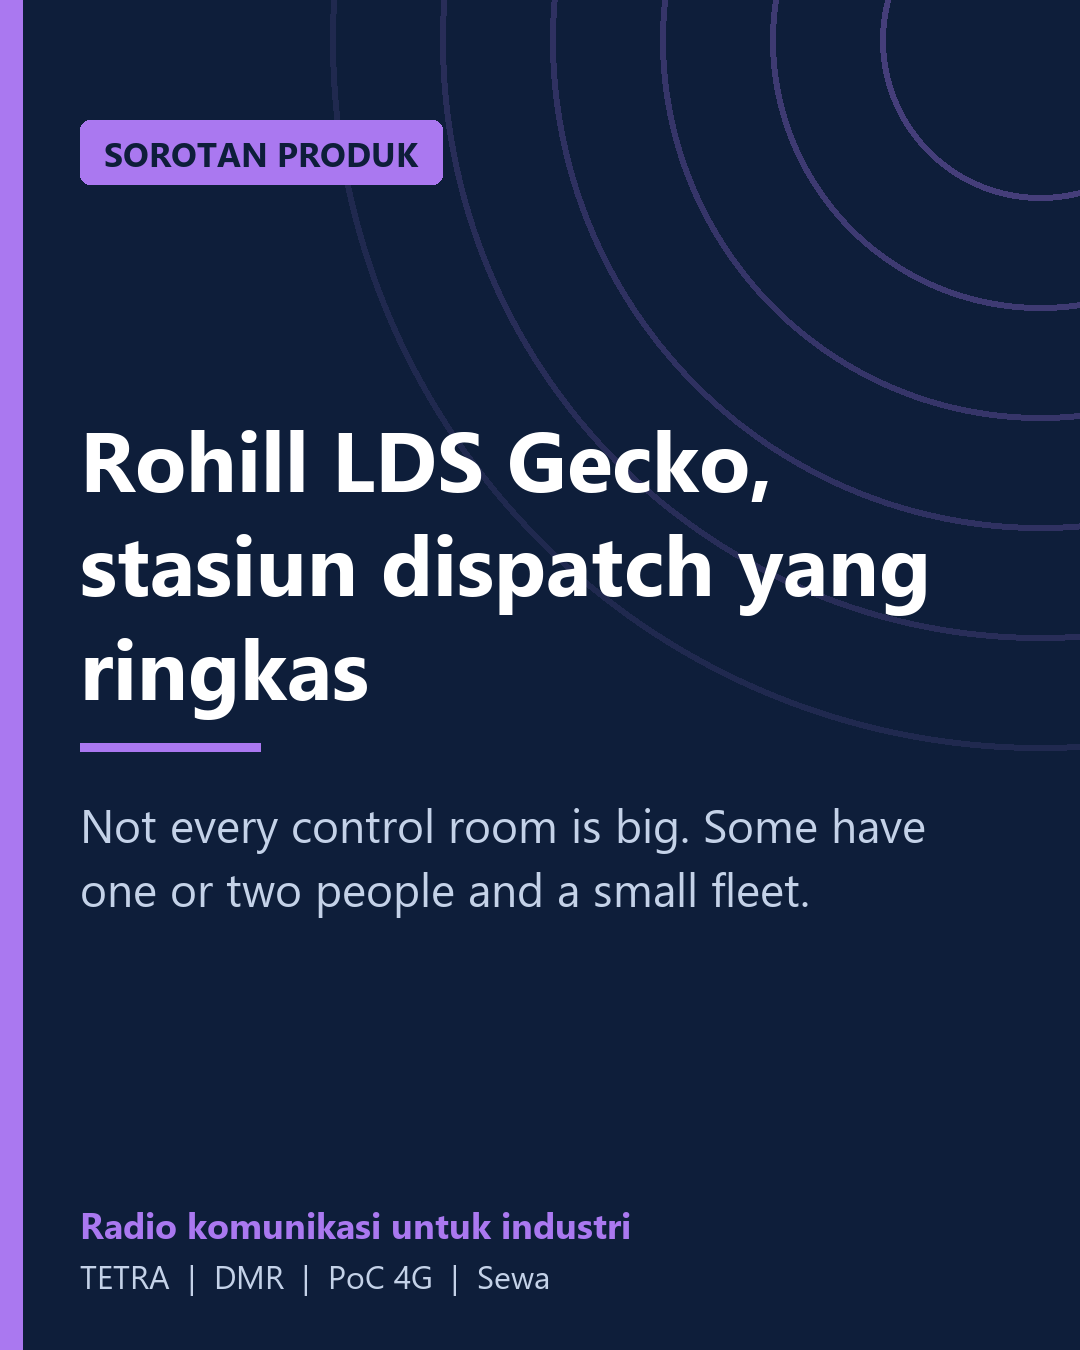 SOROTAN PRODUK
Rohill LDS Gecko,
stasiun dispatch yang
ringkas
Not every control room is big. Some have
one or two people and a small fleet.
Radio komunikasi untuk industri
TETRA | DMR | PoC 4G | Sewa